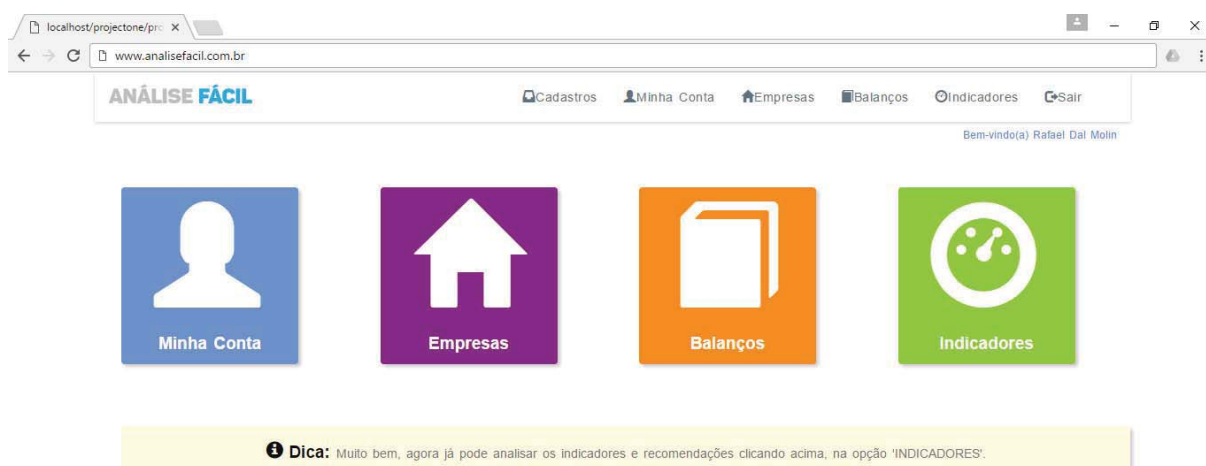 localhost/projectone/pro
www.analisefacil.com.br
ANÁLISE FÁCIL Cadastros Minha Conta Empresas Balanços Indicadores Sair
Bem-vindo(a) Rafael Dal Molin
Minha Conta Empresas Balanços Indicadores
Dica: Muito bem, agora já pode analisar os indicadores e recomendações clicando acima, na opção 'INDICADORES'.